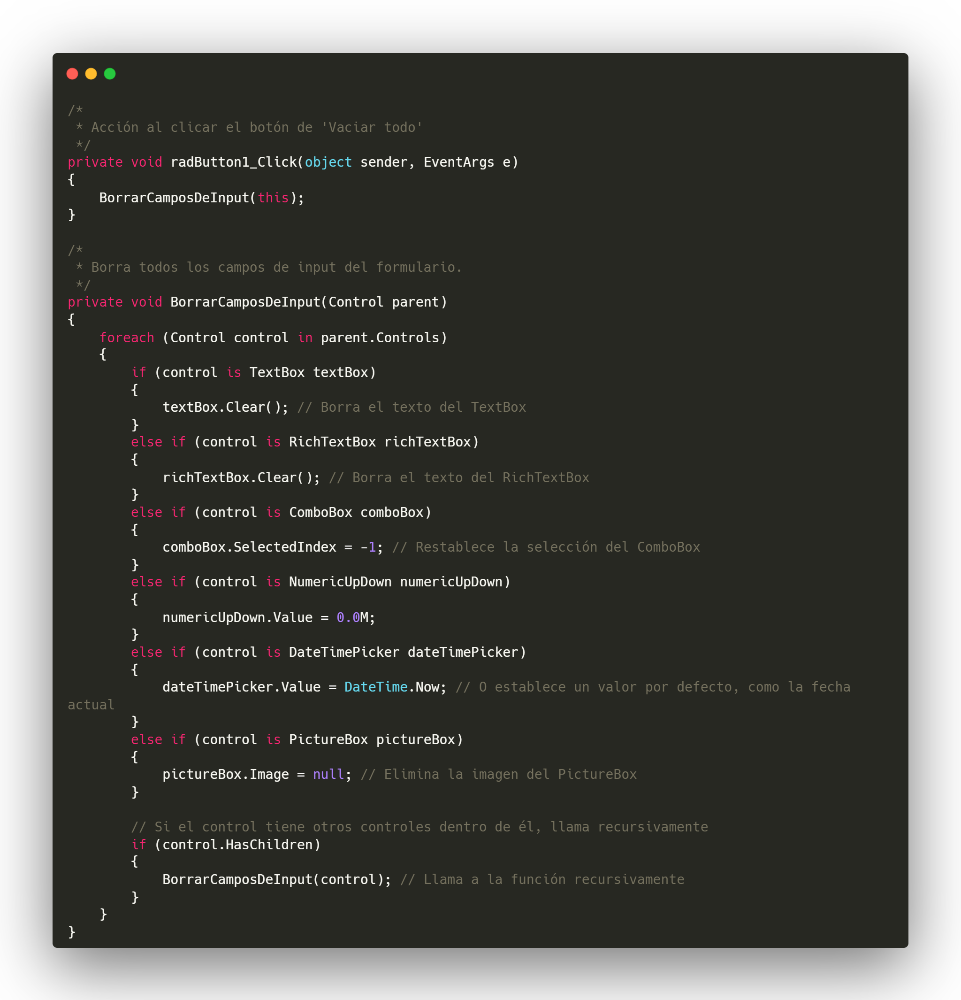 /*
 * Acción al clicar el botón de 'Vaciar todo'
 */
private void radButton1_Click(object sender, EventArgs e)
{
    BorrarCamposDeInput(this);
}

/*
 * Borra todos los campos de input del formulario.
 */
private void BorrarCamposDeInput(Control parent)
{
    foreach (Control control in parent.Controls)
    {
        if (control is TextBox textBox)
        {
            textBox.Clear(); // Borra el texto del TextBox
        }
        else if (control is RichTextBox richTextBox)
        {
            richTextBox.Clear(); // Borra el texto del RichTextBox
        }
        else if (control is ComboBox comboBox)
        {
            comboBox.SelectedIndex = -1; // Restablece la selección del ComboBox
        }
        else if (control is NumericUpDown numericUpDown)
        {
            numericUpDown.Value = 0.0M;
        }
        else if (control is DateTimePicker dateTimePicker)
        {
            dateTimePicker.Value = DateTime.Now; // O establece un valor por defecto, como la fecha
actual
        }
        else if (control is PictureBox pictureBox)
        {
            pictureBox.Image = null; // Elimina la imagen del PictureBox
        }

        // Si el control tiene otros controles dentro de él, llama recursivamente
        if (control.HasChildren)
        {
            BorrarCamposDeInput(control); // Llama a la función recursivamente
        }
    }
}